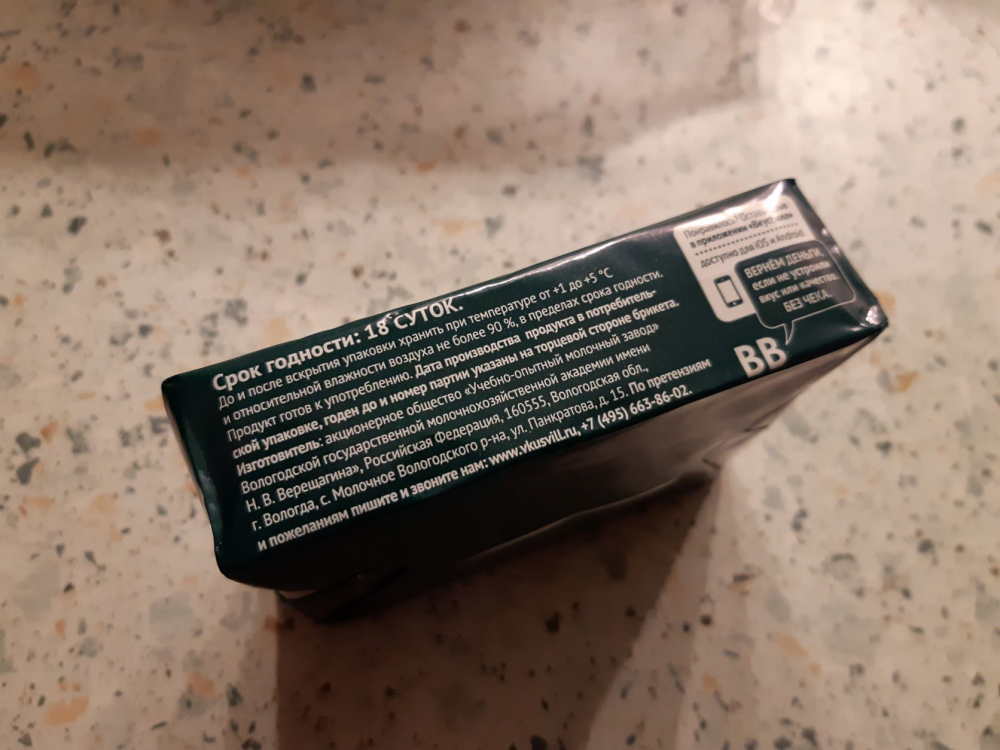 Срок годности: 18 СУТОК.
До и после вскрытия упаковки хранить при температуре от +1 до +5 °С
и относительной влажности воздуха не более 90 %, в пределах срока годности.
Продукт готов к употреблению. Дата производства продукта в потребитель-
ской упаковке, годен до и номер партии указаны на торцевой стороне брикета.
Изготовитель: акционерное общество «Учебно-опытный молочный завод»
Вологодской государственной молочнохозяйственной академии имени
Н. В. Верещагина», Российская Федерация, 160555, Вологодская обл.,
г. Вологда, с. Молочное Вологодского р-на, ул. Панкратова, д. 15. По претензиям
и пожеланиям пишите и звоните нам: www.vkusvill.ru, +7 (495) 663-86-02.
Понравилось?
в приложении
доступно для iOS и Android
ВЕРНЁМ ДЕНЬГИ,
если не устроили
вкус или качество.
БЕЗ ЧЕКА.
ВВ